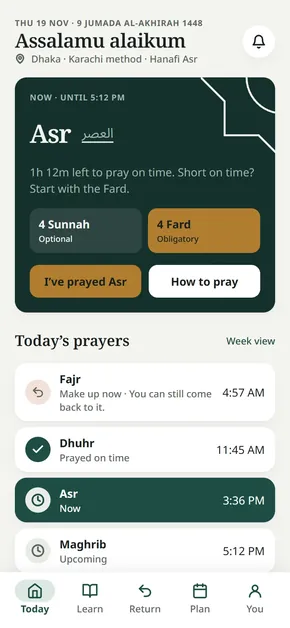 THU 19 NOV · 9 JUMADA AL-AKHIRAH 1448
Assalamu alaikum
Dhaka · Karachi method · Hanafi Asr
NOW · UNTIL 5:12 PM
Asr العصر
1h 12m left to pray on time. Short on time?
Start with the Fard.
4 Sunnah
Optional
4 Fard
Obligatory
I've prayed Asr
How to pray
Today's prayers
Week view
Fajr
Make up now · You can still come
back to it.
4:57 AM
Dhuhr
Prayed on time
11:45 AM
Asr
Now
3:36 PM
Maghrib
Upcoming
5:12 PM
Today
Learn
Return
Plan
You